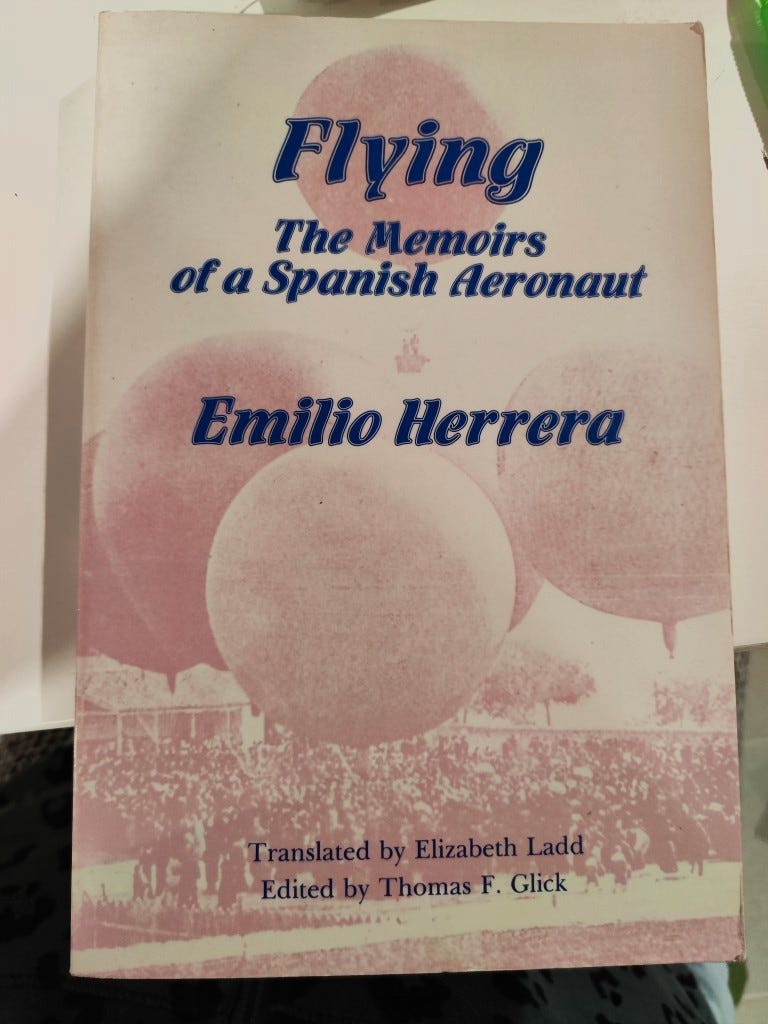 Flying
The Memoirs
of a Spanish Aeronaut
Emilio Herrera
Translated by Elizabeth Ladd
Edited by Thomas F. Glick